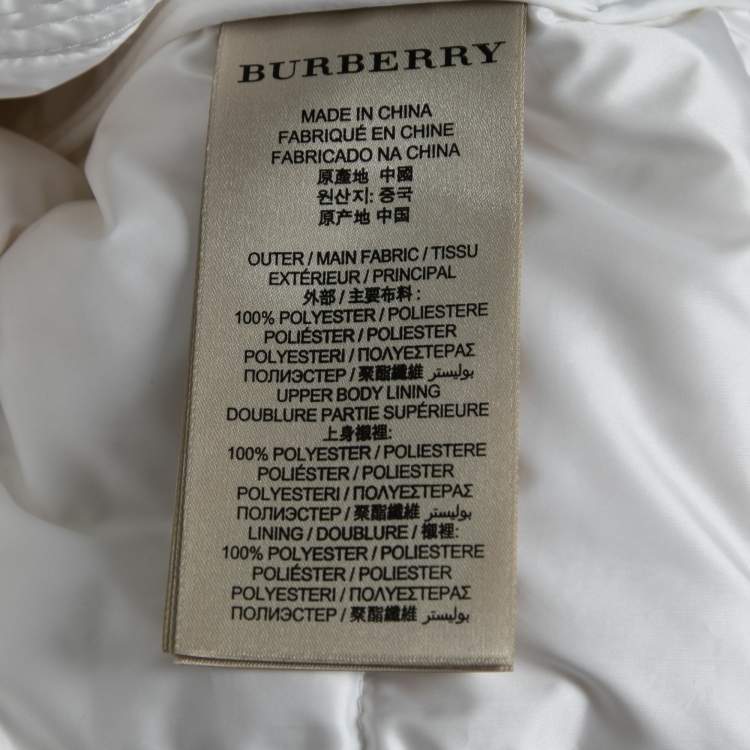 BURBERRY
MADE IN CHINA
FABRIQUÉ EN CHINE
FABRICADO NA CHINA
原產地 中國
원산지: 중국
原产地 中国
OUTER / MAIN FABRIC / TISSU
EXTÉRIEUR / PRINCIPAL
外部 / 主要布料 :
100% POLYESTER / POLIESTERE
POLIÉSTER / POLIESTER
POLYESTERI / ΠΟΛΥΕΣΤΕΡΑΣ
ПОЛИЭСТЕР / 聚酯纖維 بوليستر
UPPER BODY LINING
DOUBLURE PARTIE SUPÉRIEURE
上身襯裡:
100% POLYESTER / POLIESTERE
POLIÉSTER / POLIESTER
POLYESTERI / ΠΟΛΥΕΣΤΕΡΑΣ
ПОЛИЭСТЕР / 聚酯纖維 بوليستر
LINING / DOUBLURE / 襯裡:
100% POLYESTER / POLIESTERE
POLIÉSTER / POLIESTER
POLYESTERI / ΠΟΛΥΕΣΤΕΡΑΣ
ПОЛИЭСТЕР / 聚酯纖維 بوليستر